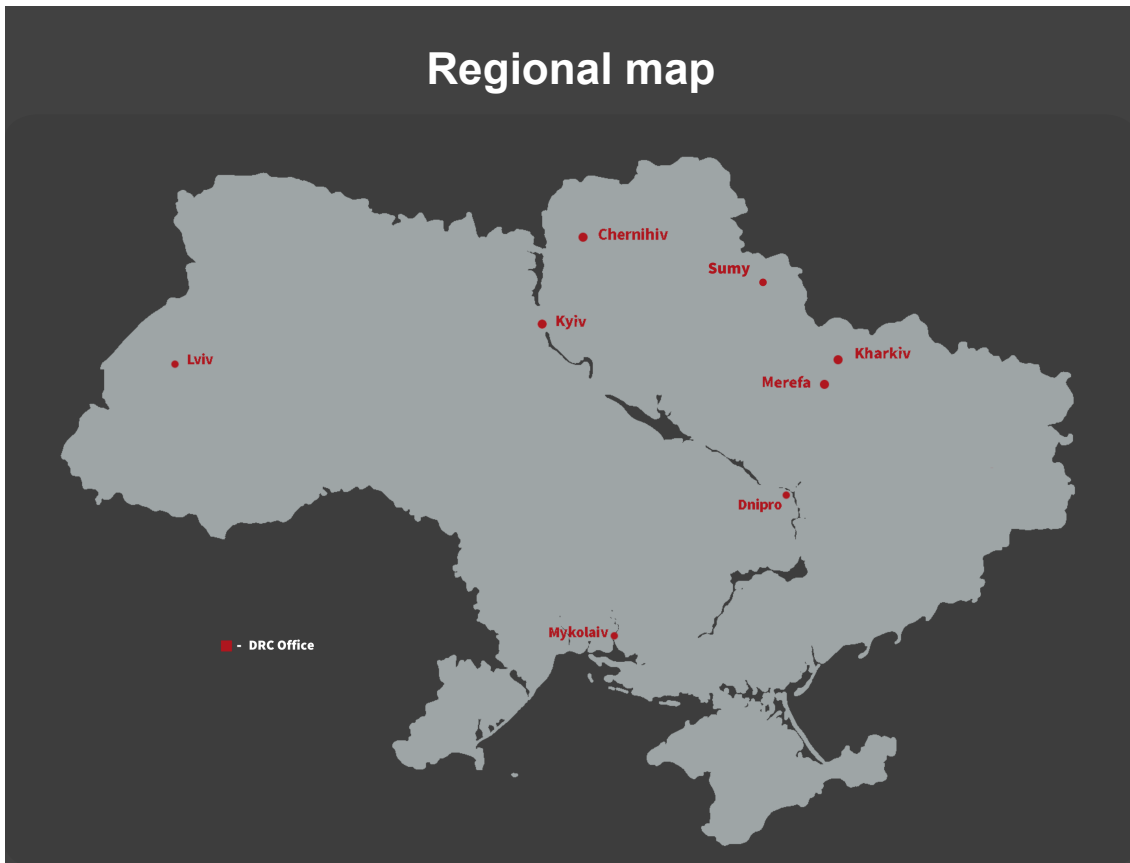 Regional map
Chernihiv
Sumy
Kyiv
Kharkiv
Lviv
Merefa
Dnipro
Mykolaiv
- DRC Office